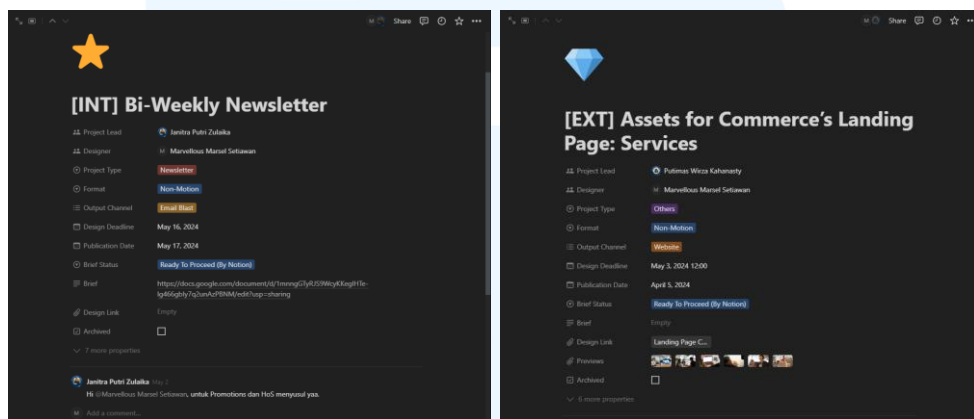 Share
[INT] Bi-Weekly Newsletter
Project Lead Janitra Putri Zulaika
Designer M Marvellous Marsel Setiawan
Project Type Newsletter
Format Non-Motion
Output Channel Email Blast
Design Deadline May 16, 2024
Publication Date May 17, 2024
Brief Status Ready To Proceed (By Notion)
Brief
Design Link Empty
Archived
7 more properties
Janitra Putri Zulaika May 2
Hi @Marvellous Marsel Setiawan, untuk Promotions dan HoS menyusul yaa.
M Add a comment...
Share
[EXT] Assets for Commerce's Landing
Page: Services
Project Lead Putimas Wirza Kahanasty
Designer M Marvellous Marsel Setiawan
Project Type Others
Format Non-Motion
Output Channel Website
Design Deadline May 3, 2024 12:00
Publication Date April 5, 2024
Brief Status Ready To Proceed (By Notion)
Brief Empty
Design Link Landing Page C...
Previews
Archived
6 more properties